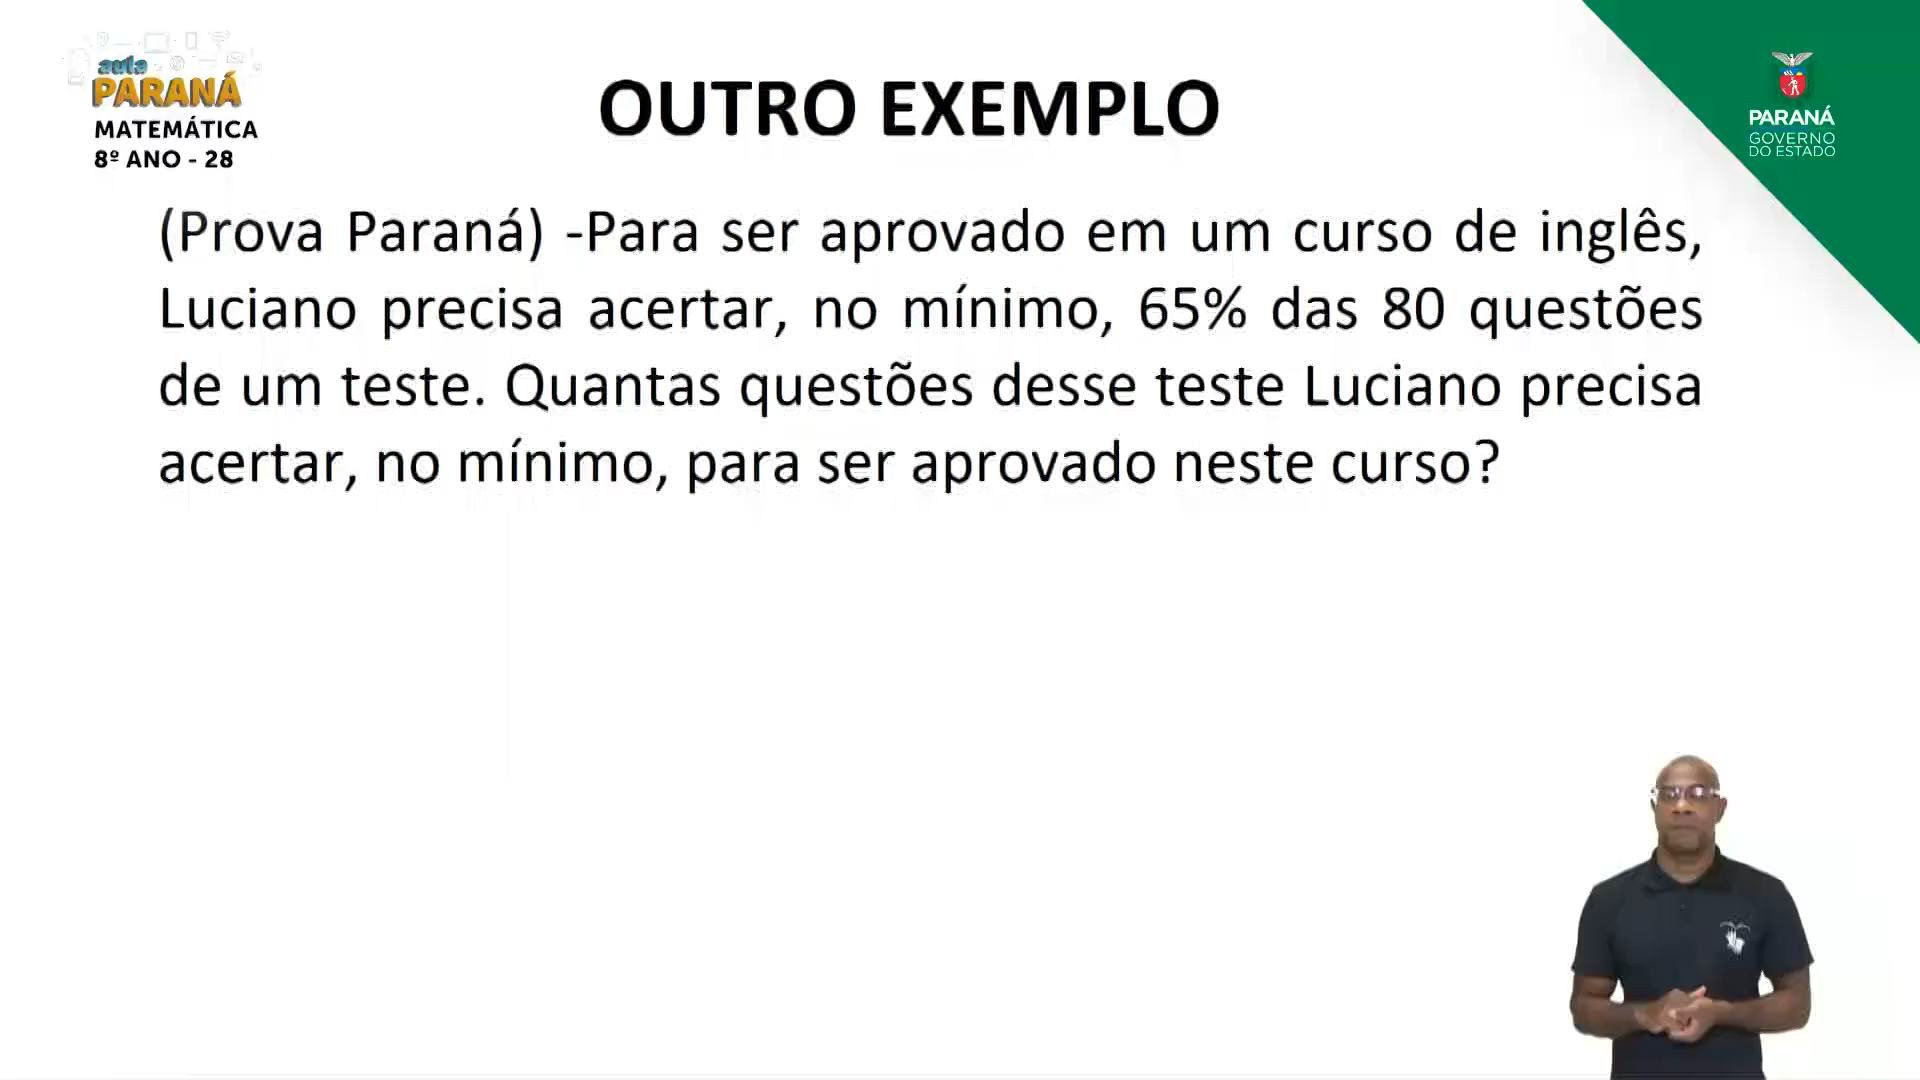 aula
PARANÁ
MATEMÁTICA
8º ANO - 28
OUTRO EXEMPLO
PARANÁ
GOVERNO
DO ESTADO
(Prova Paraná) -Para ser aprovado em um curso de inglês,
Luciano precisa acertar, no mínimo, 65% das 80 questões
de um teste. Quantas questões desse teste Luciano precisa
acertar, no mínimo, para ser aprovado neste curso?